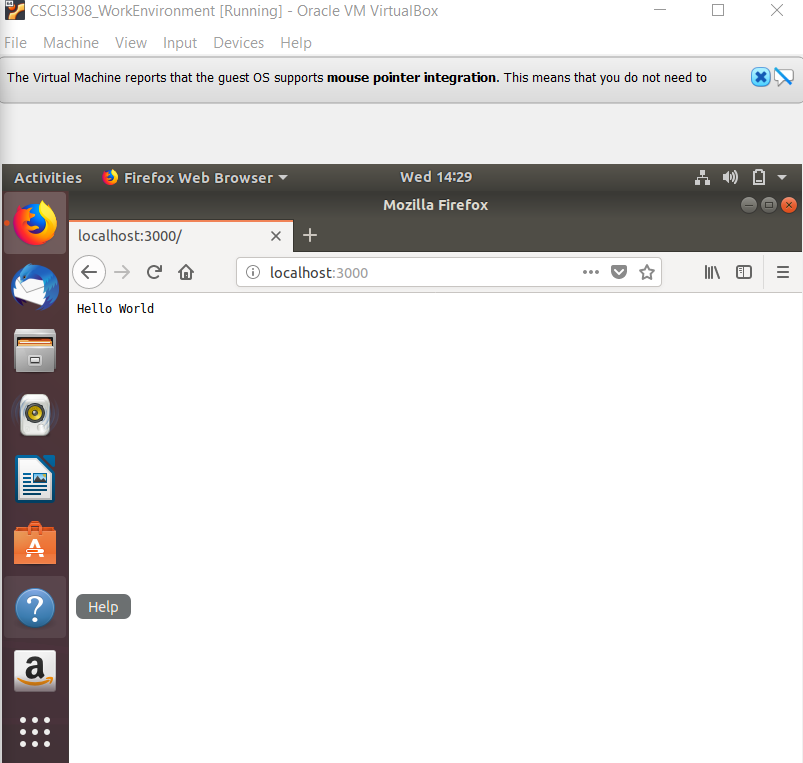 CSCI3308_WorkEnvironment [Running] - Oracle VM VirtualBox
File Machine View Input Devices Help
The Virtual Machine reports that the guest OS supports mouse pointer integration. This means that you do not need to
Activities Firefox Web Browser Wed 14:29
Mozilla Firefox
localhost:3000/
localhost:3000
Hello World
Help
a